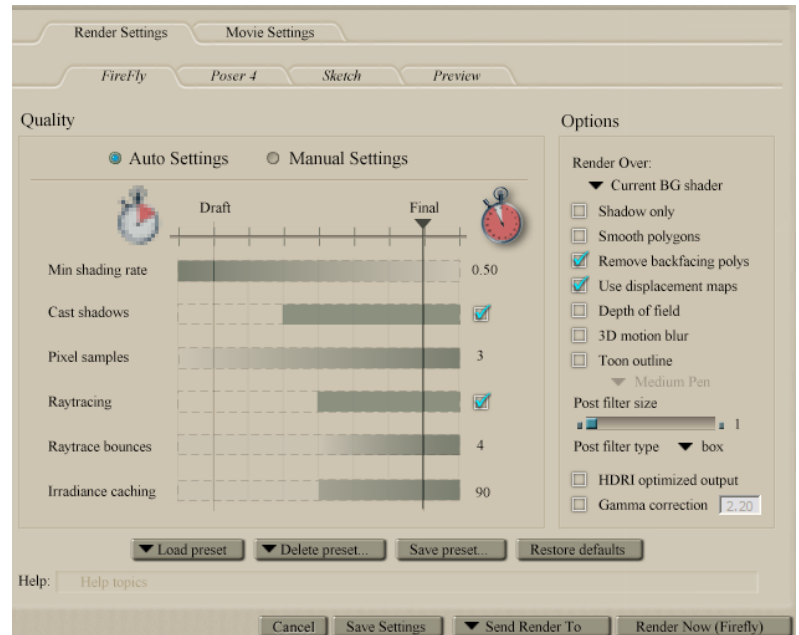 Render Settings Movie Settings
FireFly Poser 4 Sketch Preview
Quality
Auto Settings Manual Settings
Draft Final
Min shading rate 0.50
Cast shadows
Pixel samples 3
Raytracing
Raytrace bounces 4
Irradiance caching 90
Options
Render Over:
Current BG shader
Shadow only
Smooth polygons
Remove backfacing polys
Use displacement maps
Depth of field
3D motion blur
Toon outline
Medium Pen
Post filter size
1
Post filter type box
HDRI optimized output
Gamma correction 2.20
Load preset Delete preset... Save preset... Restore defaults
Help: Help topics
Cancel Save Settings Send Render To Render Now (Firefly)